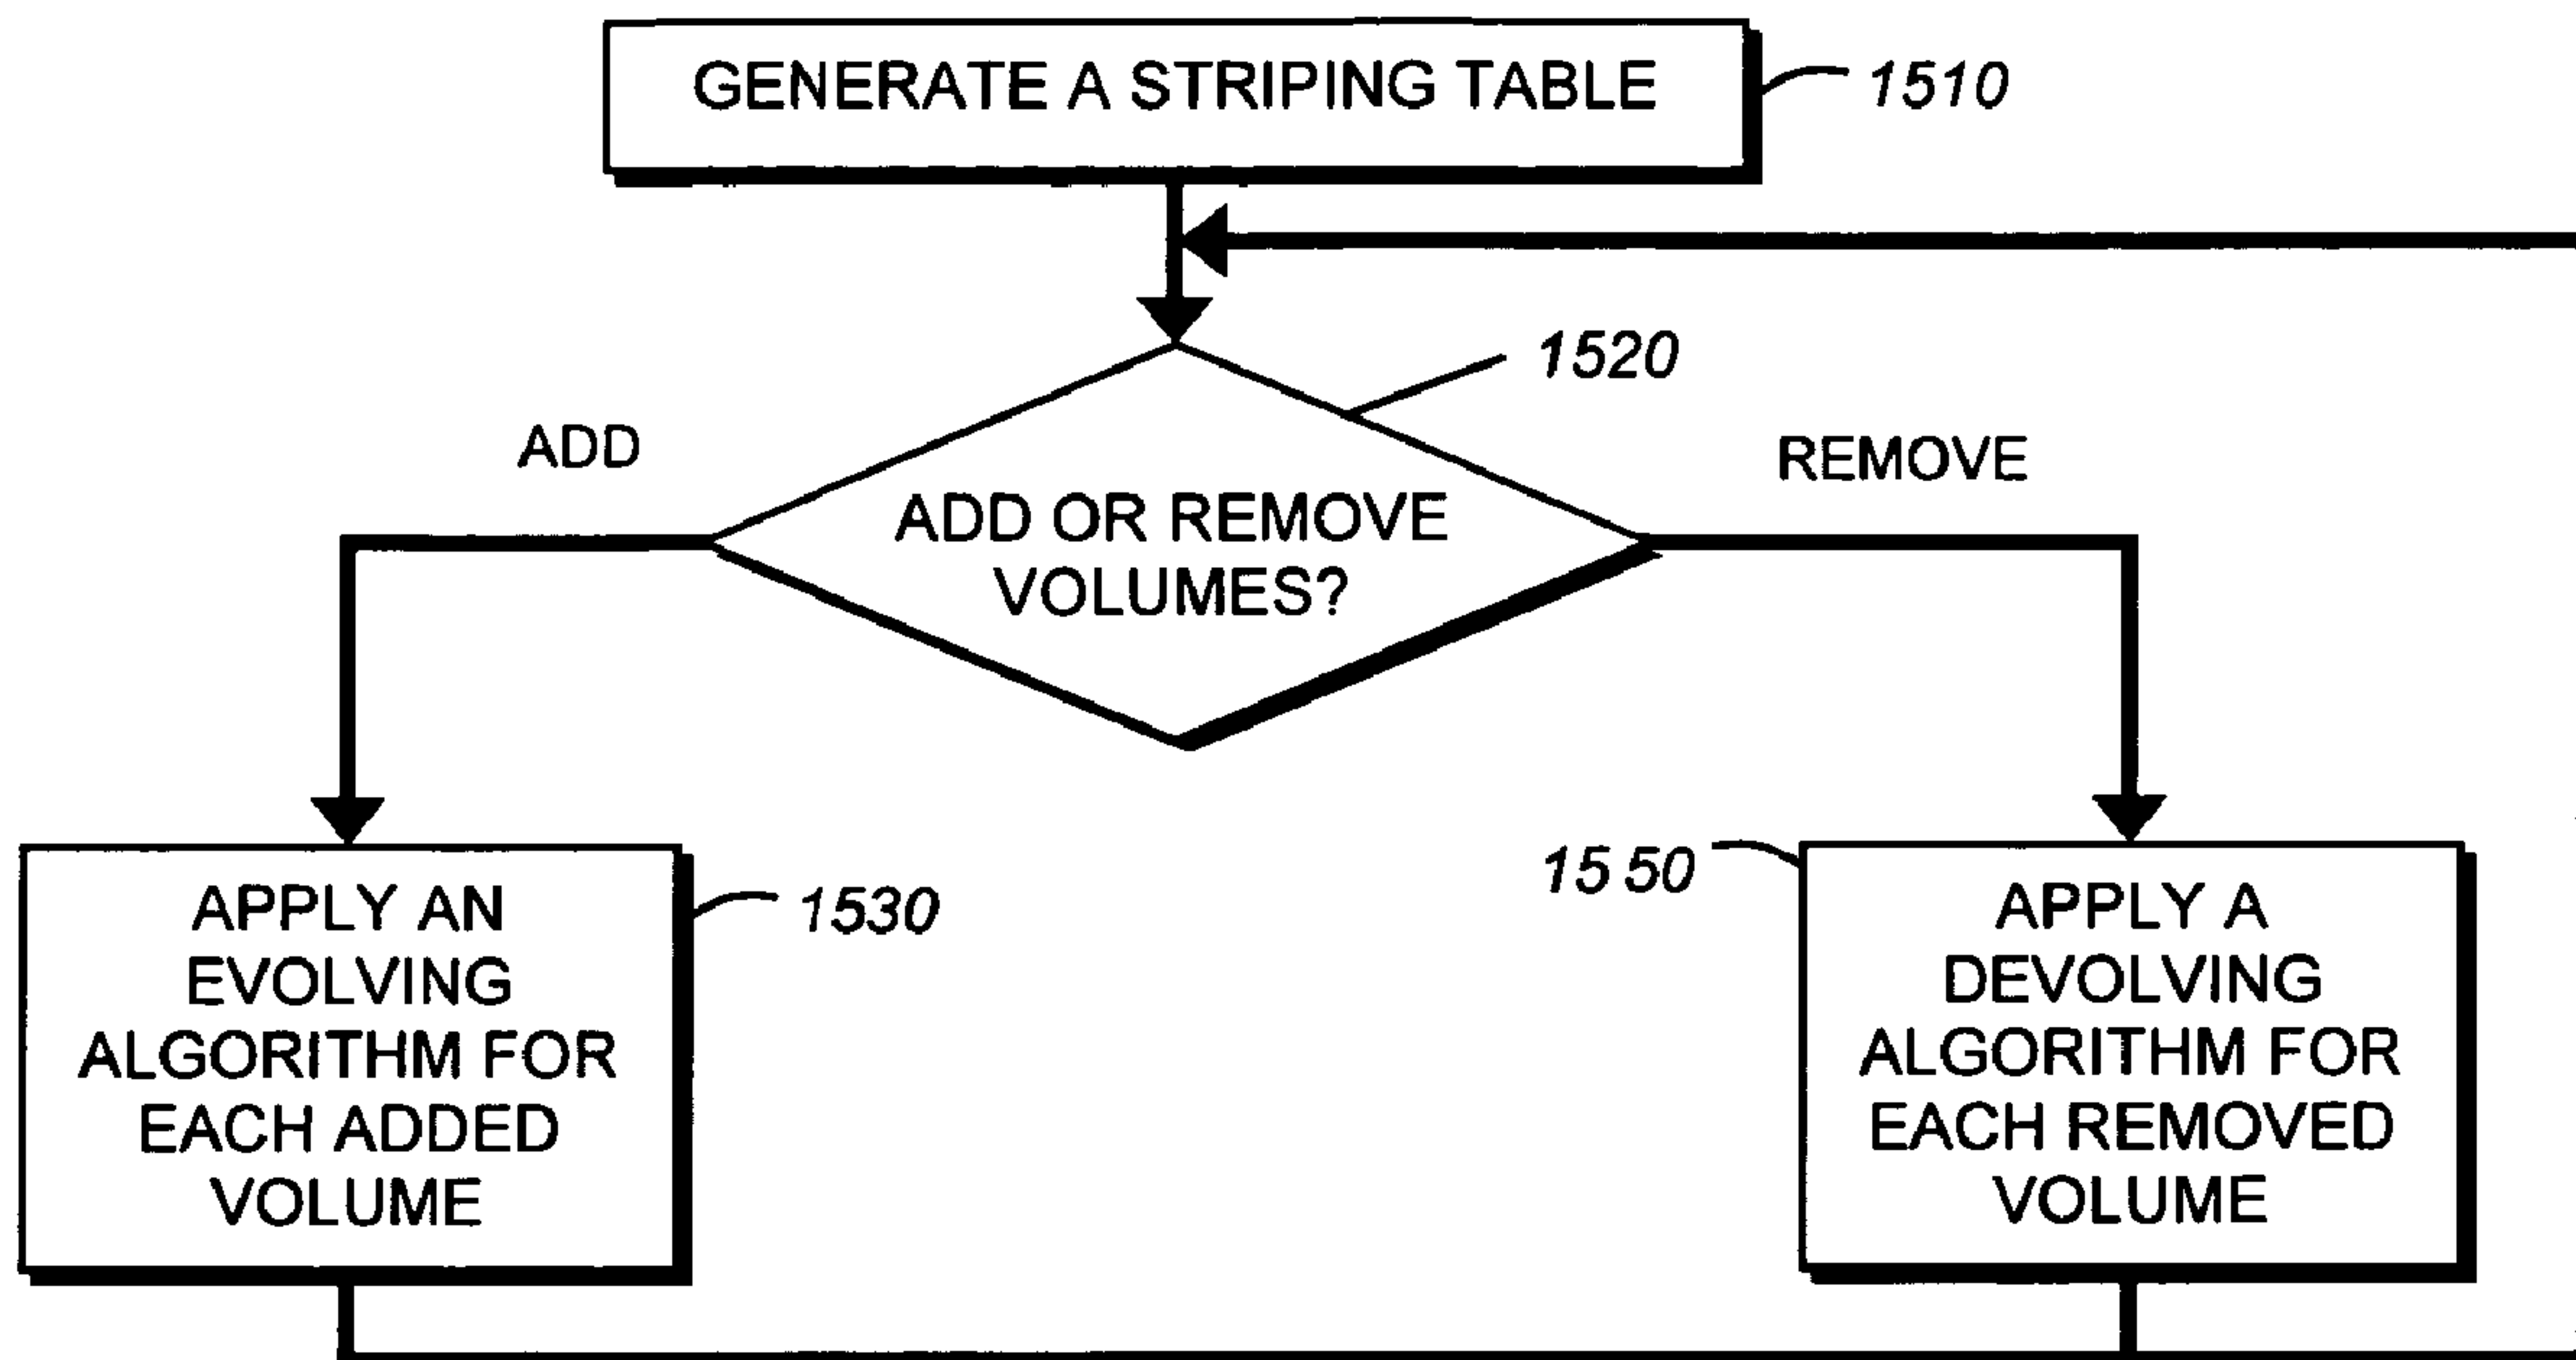 GENERATE A STRIPING TABLE
1510
1520
ADD
REMOVE
ADD OR REMOVE
VOLUMES?
1530
APPLY AN
EVOLVING
ALGORITHM FOR
EACH ADDED
VOLUME
15 50
APPLY A
DEVOLVING
ALGORITHM FOR
EACH REMOVED
VOLUME